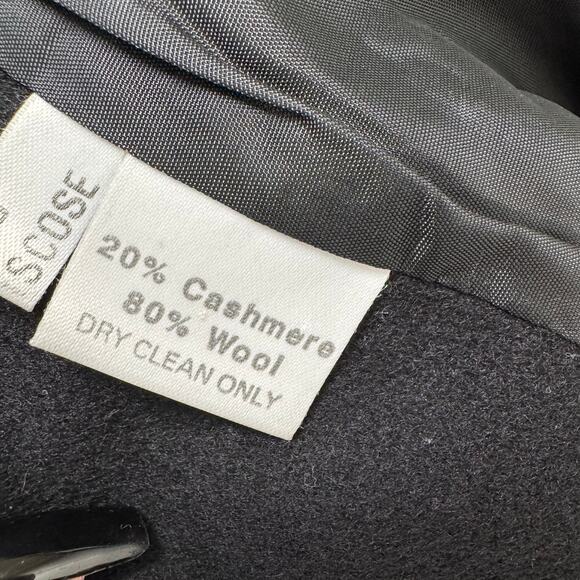 SCOSE
20% Cashmere
80% Wool
DRY CLEAN ONLY